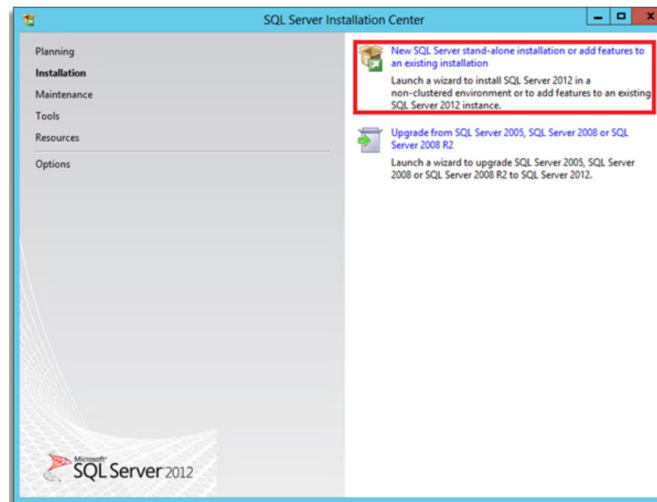 SQL Server Installation Center
Planning
Installation
Maintenance
Tools
Resources
Options
New SQL Server stand-alone installation or add features to
an existing installation
Launch a wizard to install SQL Server 2012 in a
non-clustered environment or to add features to an existing
SQL Server 2012 instance.
Upgrade from SQL Server 2005, SQL Server 2008 or SQL
Server 2008 R2
Launch a wizard to upgrade SQL Server 2005, SQL Server
2008 or SQL Server 2008 R2 to SQL Server 2012.
Microsoft
SQL Server 2012